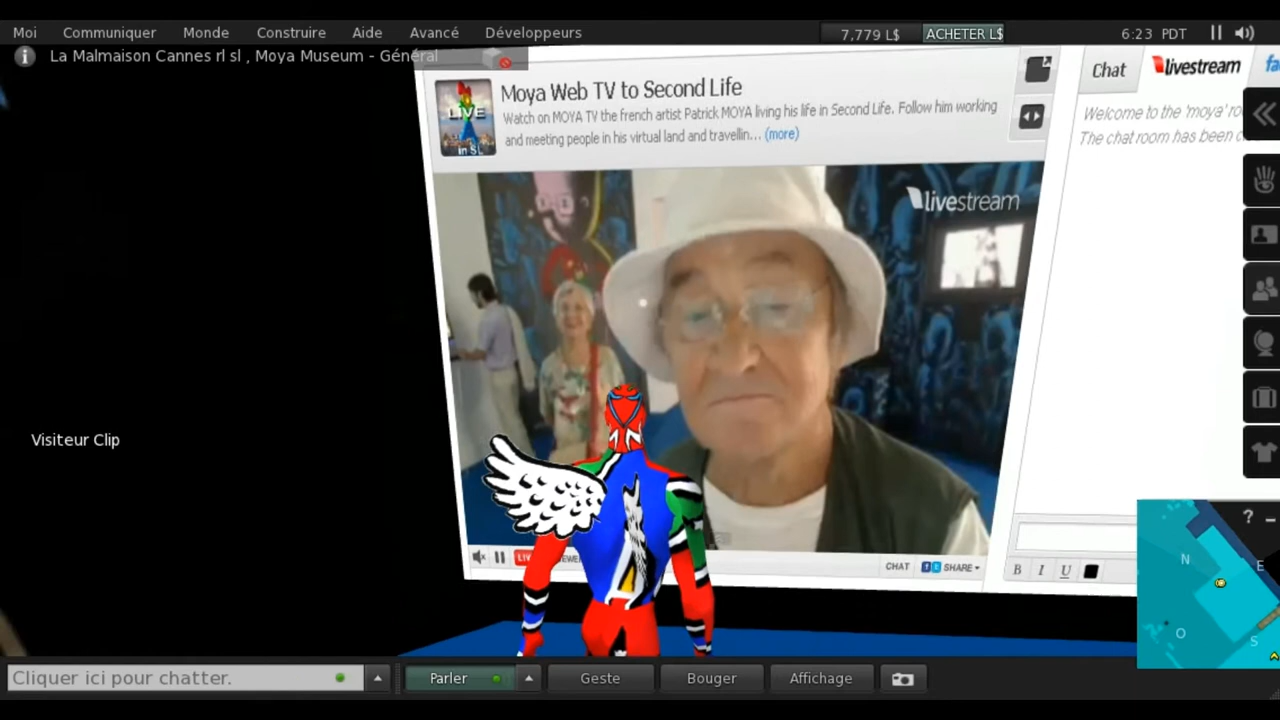 Moi Communiquer Monde Construire Aide Avancé Développeurs 7,779 L$ ACHETER L$ 6:23 PDT
La Malmaison Cannes rl sl , Moya Museum - Général
LIVE
in SL
Moya Web TV to Second Life
Watch on MOYA TV the french artist Patrick MOYA living his life in Second Life. Follow him working
and meeting people in his virtual land and travellin... (more)
Chat livestream
Welcome to the 'moya'
The chat room has been
livestream
Visiteur Clip
CHAT SHARE
B I U
? N E O S
Cliquer ici pour chatter. Parler Geste Bouger Affichage